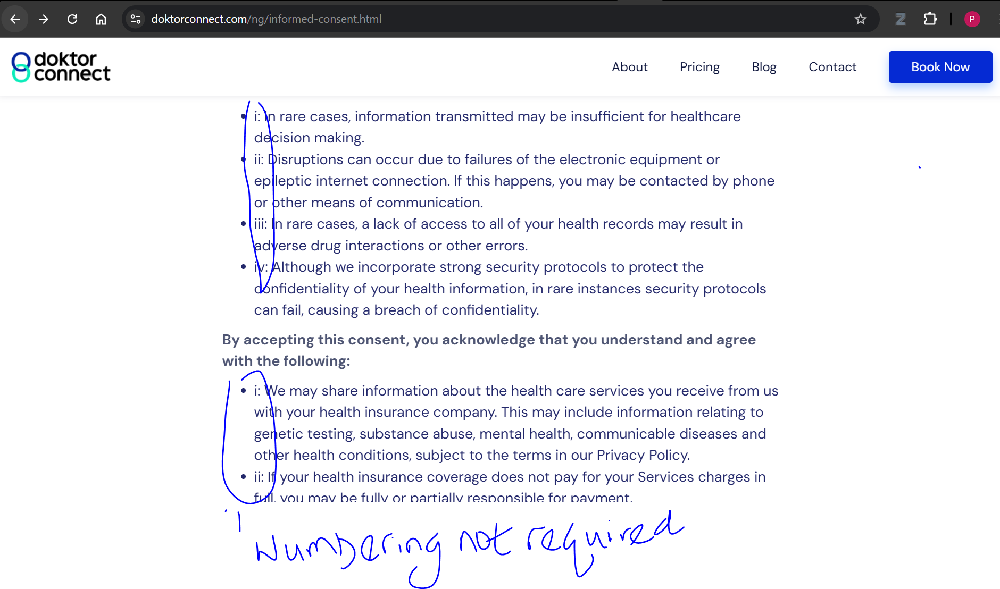 doktorconnect.com/ng/informed-consent.html
Z
P
doktor
connect
About
Pricing
Blog
Contact
Book Now
• i: In rare cases, information transmitted may be insufficient for healthcare
decision making.
• ii: Disruptions can occur due to failures of the electronic equipment or
epileptic internet connection. If this happens, you may be contacted by phone
or other means of communication.
• iii: In rare cases, a lack of access to all of your health records may result in
adverse drug interactions or other errors.
• iv: Although we incorporate strong security protocols to protect the
confidentiality of your health information, in rare instances security protocols
can fail, causing a breach of confidentiality.
By accepting this consent, you acknowledge that you understand and agree
with the following:
• i: We may share information about the health care services you receive from us
with your health insurance company. This may include information relating to
genetic testing, substance abuse, mental health, communicable diseases and
other health conditions, subject to the terms in our Privacy Policy.
• ii: If your health insurance coverage does not pay for your Services charges in
full, you may be fully or partially responsible for payment.
Numbering not required